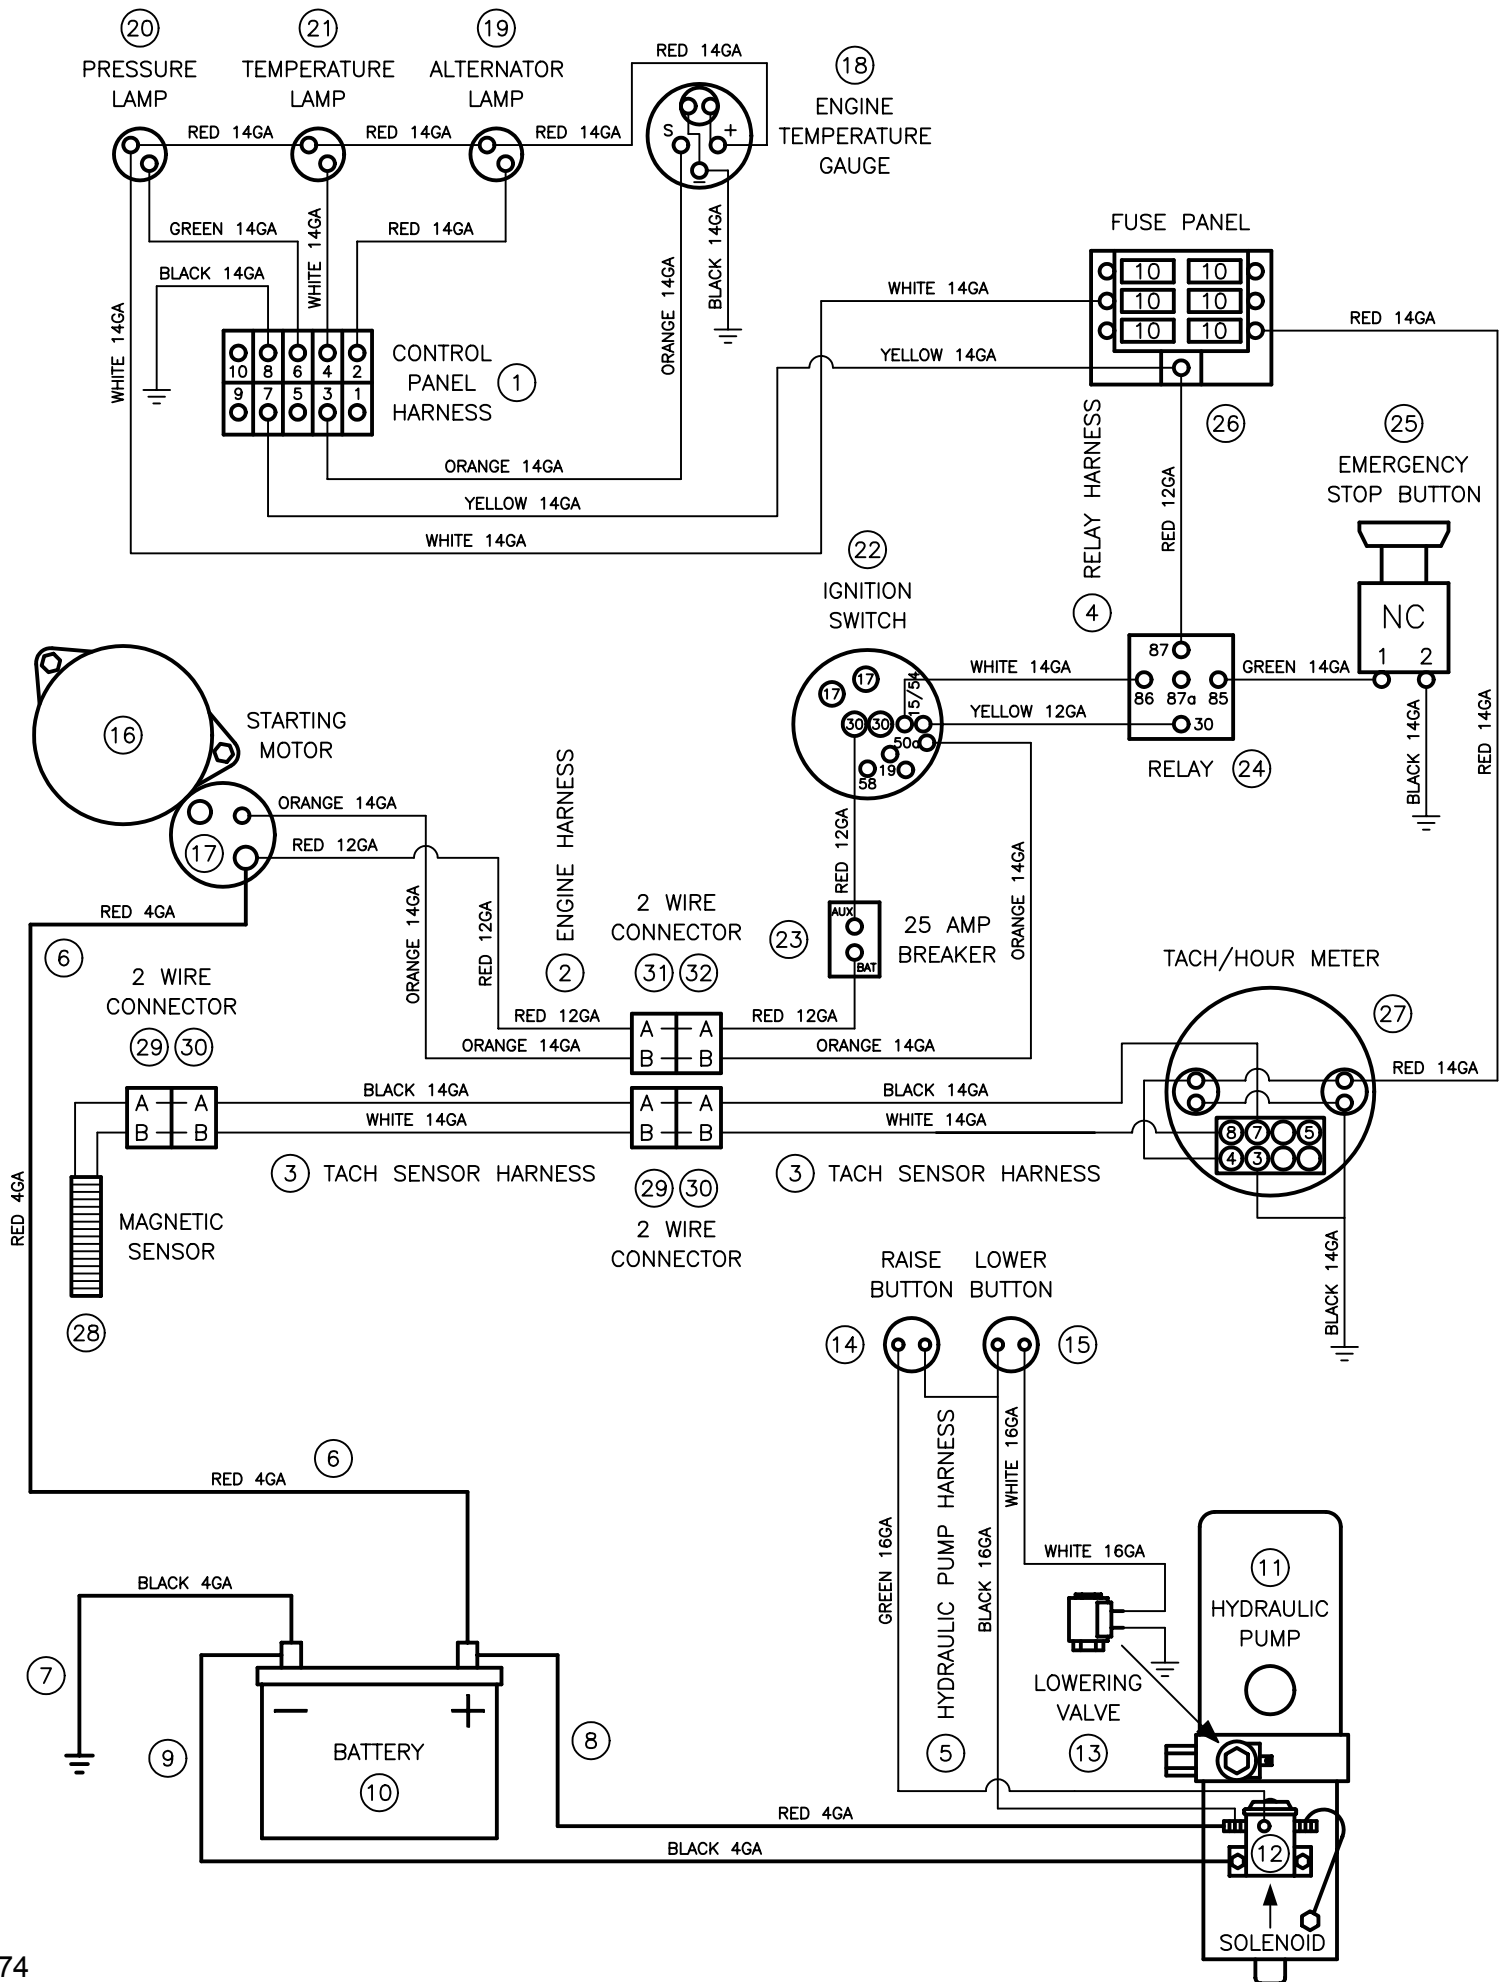 20 21 19
PRESSURE LAMP
TEMPERATURE LAMP
ALTERNATOR LAMP
RED 14GA
18
ENGINE TEMPERATURE GAUGE
RED 14GA RED 14GA RED 14GA
S + −
GREEN 14GA
WHITE 14GA
RED 14GA
BLACK 14GA
BLACK 14GA
WHITE 14GA
ORANGE 14GA
10 8 6 4 2
9 7 5 3 1
CONTROL
PANEL 1
HARNESS
ORANGE 14GA
YELLOW 14GA
WHITE 14GA
FUSE PANEL
10 10
10 10
10 10
WHITE 14GA
YELLOW 14GA
RED 14GA
26
RELAY HARNESS
4
RED 12GA
25
EMERGENCY
STOP BUTTON
NC
1 2
22
IGNITION
SWITCH
17 17
30 30 15/54
50a
19
58
WHITE 14GA
YELLOW 12GA
87
86 87a 85
30
RELAY 24
GREEN 14GA
BLACK 14GA
RED 14GA
16
STARTING
MOTOR
17
ORANGE 14GA
RED 12GA
RED 4GA
6
ORANGE 14GA
RED 12GA
ENGINE HARNESS
2
2 WIRE
CONNECTOR
31 32
RED 12GA
23
AUX
BAT
25 AMP
BREAKER
ORANGE 14GA
RED 12GA A A RED 12GA
ORANGE 14GA B B ORANGE 14GA
2 WIRE
CONNECTOR
29 30
A A BLACK 14GA A A BLACK 14GA
B B WHITE 14GA B B WHITE 14GA
3 TACH SENSOR HARNESS
29 30
2 WIRE
CONNECTOR
3 TACH SENSOR HARNESS
TACH/HOUR METER
27
RED 14GA
8 7 5
4 3
BLACK 14GA
RED 4GA
MAGNETIC
SENSOR
28
RAISE BUTTON
LOWER BUTTON
14 15
GREEN 16GA
HYDRAULIC PUMP HARNESS
5
BLACK 16GA
WHITE 16GA
WHITE 16GA
LOWERING
VALVE
13
11
HYDRAULIC
PUMP
12
SOLENOID
6
RED 4GA
BLACK 4GA
7
9
− +
BATTERY
10
8
RED 4GA
BLACK 4GA
74